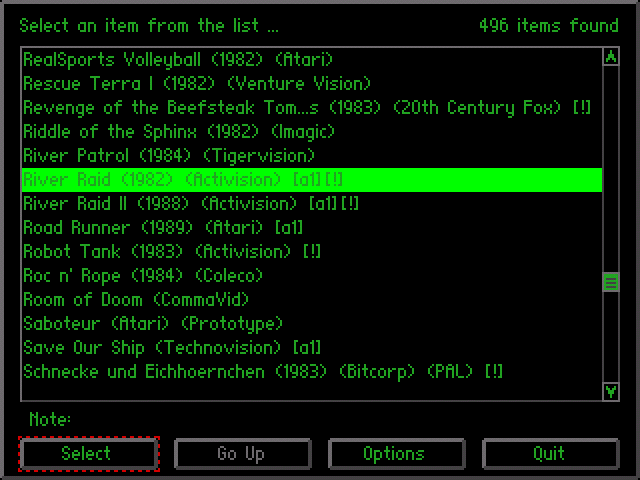 Select an item from the list ... 496 items found
RealSports Volleyball (1982) (Atari)
Rescue Terra I (1982) (Venture Vision)
Revenge of the Beefsteak Tom...s (1983) (20th Century Fox) [!]
Riddle of the Sphinx (1982) (Imagic)
River Patrol (1984) (Tigervision)
River Raid (1982) (Activision) [a1][!]
River Raid II (1988) (Activision) [a1][!]
Road Runner (1989) (Atari) [a1]
Robot Tank (1983) (Activision) [!]
Roc n' Rope (1984) (Coleco)
Room of Doom (CommaVid)
Saboteur (Atari) (Prototype)
Save Our Ship (Technovision) [a1]
Schnecke und Eichhoernchen (1983) (Bitcorp) (PAL) [!]
Note:
Select Go Up Options Quit